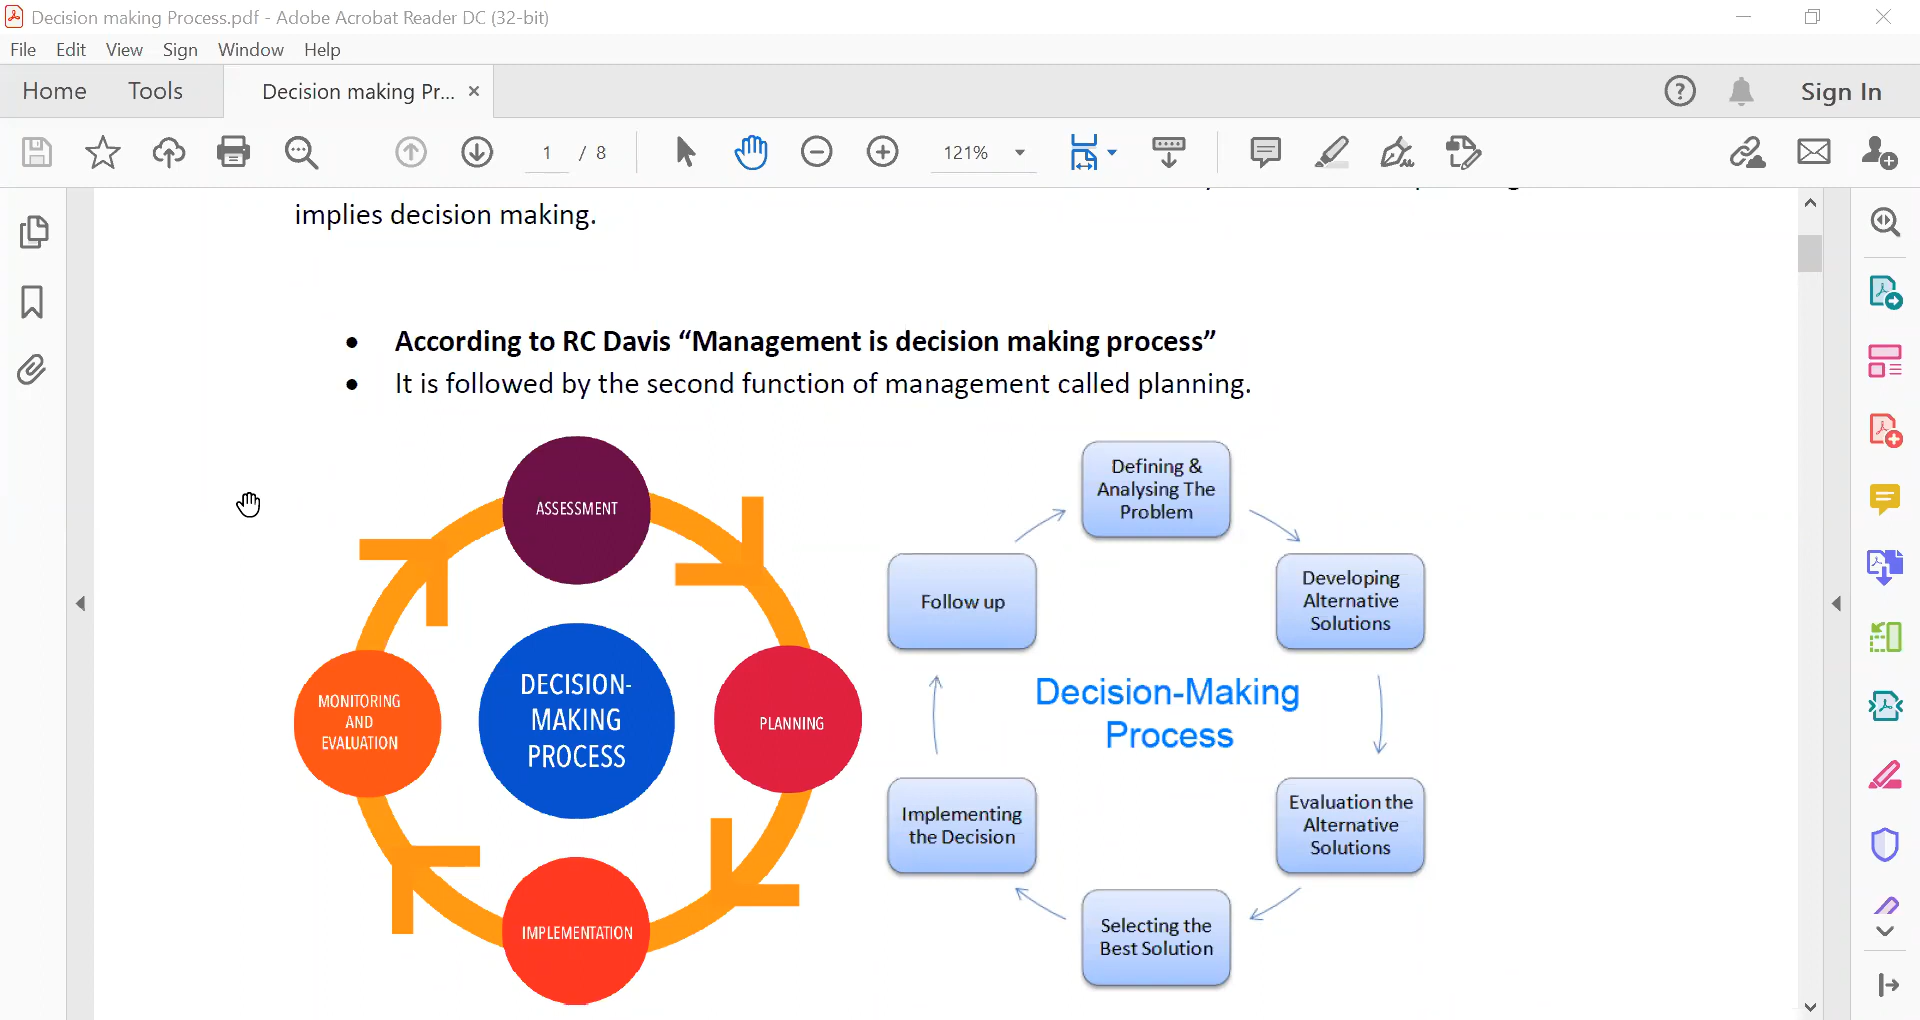 Decision making Process.pdf - Adobe Acrobat Reader DC (32-bit)
File Edit View Sign Window Help
Home Tools Decision making Pr... × Sign In
1 / 8 121%
implies decision making.
• According to RC Davis “Management is decision making process”
• It is followed by the second function of management called planning.
ASSESSMENT
PLANNING
IMPLEMENTATION
MONITORING
AND
EVALUATION
DECISION-
MAKING
PROCESS
Defining &
Analysing The
Problem
Developing
Alternative
Solutions
Evaluation the
Alternative
Solutions
Selecting the
Best Solution
Implementing
the Decision
Follow up
Decision-Making
Process